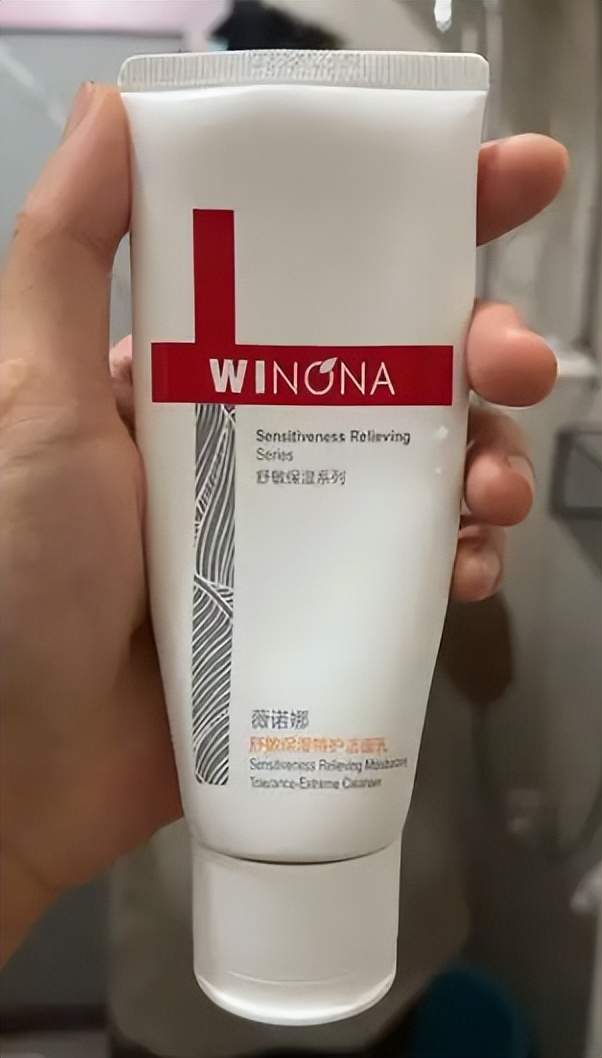 WINONA
Sensitiveness Relieving
Series
舒敏保湿系列
薇诺娜
舒敏保湿特护洁面乳
Sensitiveness Relieving Moisturizing
Tolerance-Extreme Cleanser